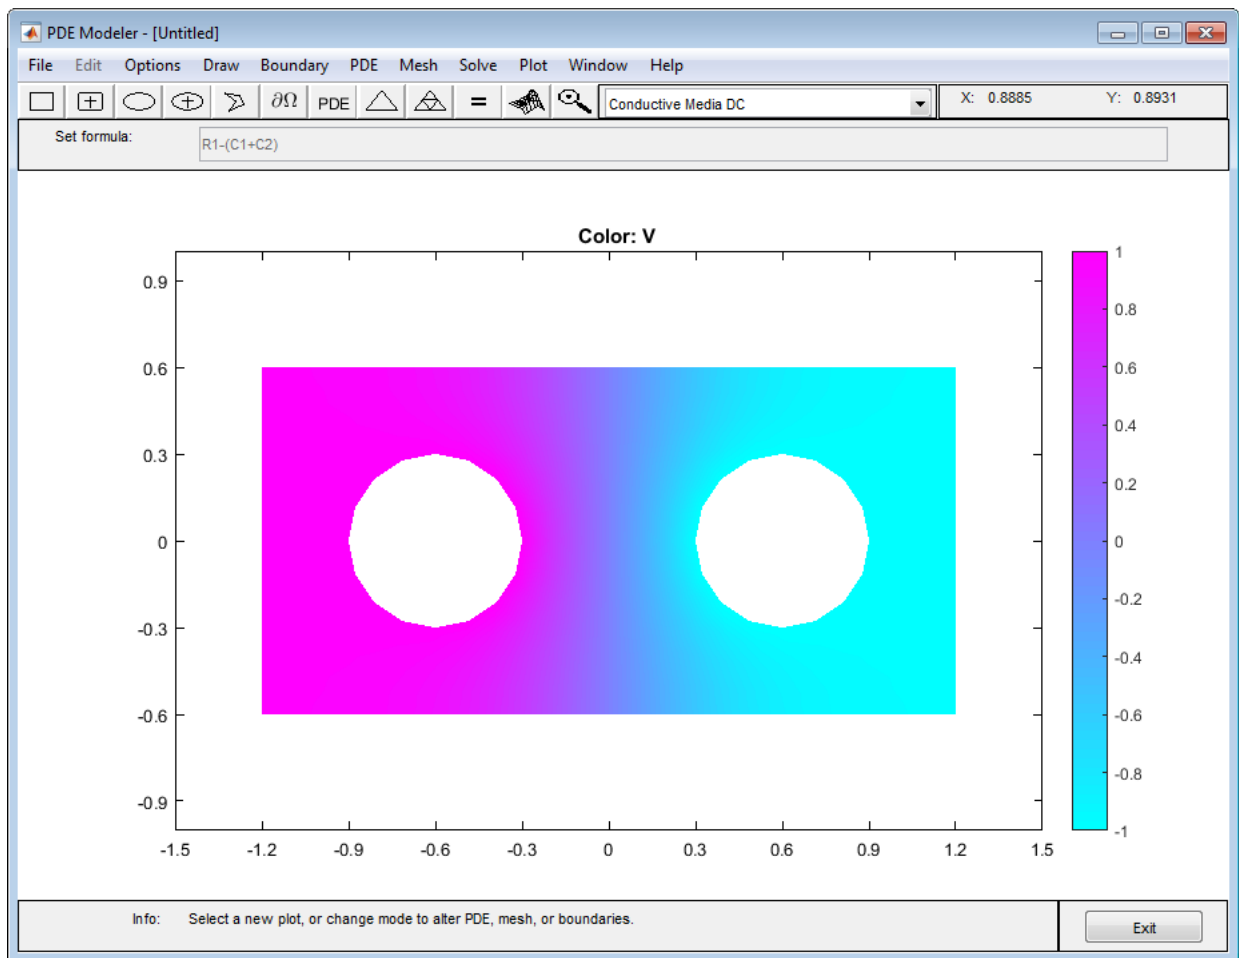 PDE Modeler - [Untitled]
File Edit Options Draw Boundary PDE Mesh Solve Plot Window Help
∂Ω PDE = Conductive Media DC X: 0.8885 Y: 0.8931
Set formula: R1-(C1+C2)
Color: V
0.9
0.6
0.3
0
-0.3
-0.6
-0.9
-1.5 -1.2 -0.9 -0.6 -0.3 0 0.3 0.6 0.9 1.2 1.5
1
0.8
0.6
0.4
0.2
0
-0.2
-0.4
-0.6
-0.8
-1
Info: Select a new plot, or change mode to alter PDE, mesh, or boundaries.
Exit